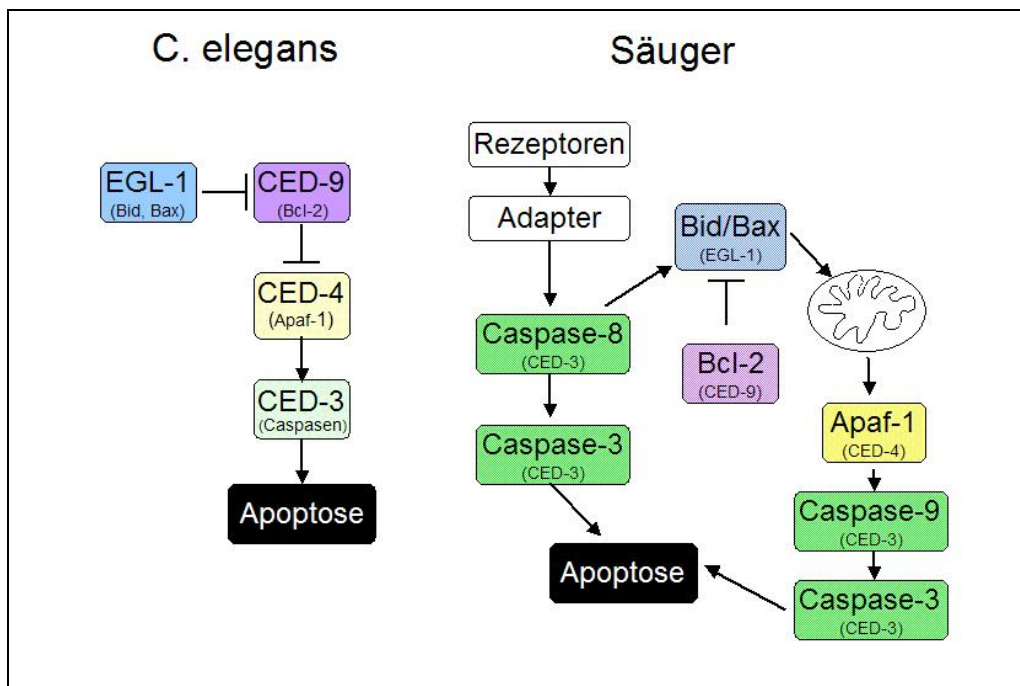 C. elegans
EGL-1
(Bid, Bax)
CED-9
(Bcl-2)
CED-4
(Apaf-1)
CED-3
(Caspasen)
Apoptose
Säuger
Rezeptoren
Adapter
Caspase-8
(CED-3)
Caspase-3
(CED-3)
Bid/Bax
(EGL-1)
Bcl-2
(CED-9)
Apaf-1
(CED-4)
Caspase-9
(CED-3)
Caspase-3
(CED-3)
Apoptose